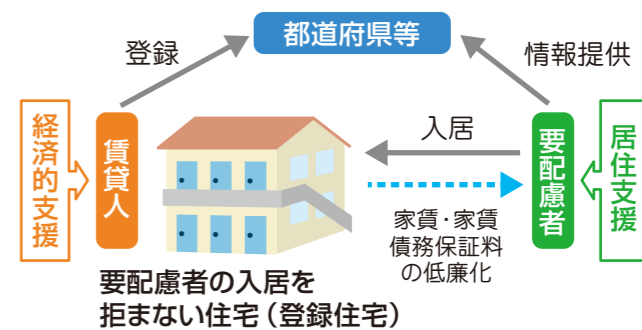 都道府県等
登録
情報提供
経済的支援
賃貸人
入居
要配慮者
居住支援
家賃・家賃
債務保証料
の低廉化
要配慮者の入居を
拒まない住宅（登録住宅）